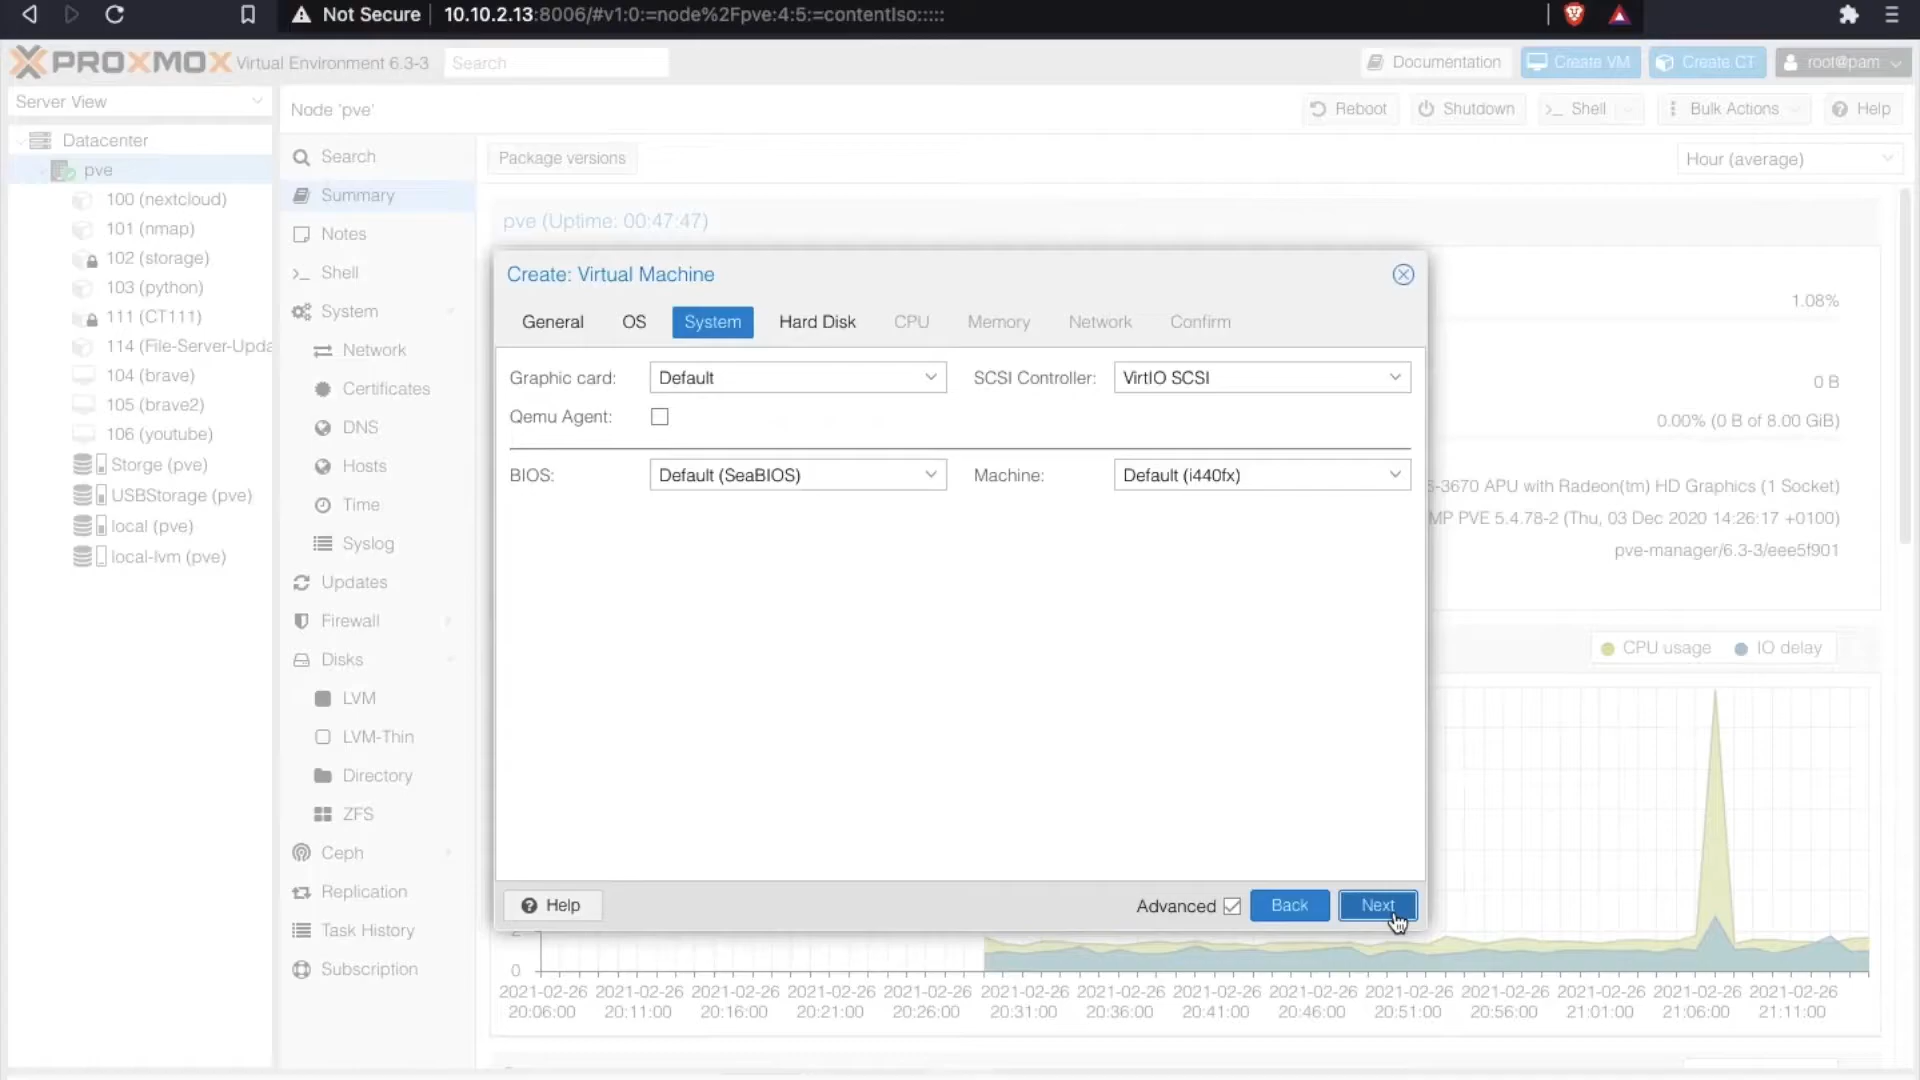 Not Secure
10.10.2.13:8006/#v1:0:=node%2Fpve:4:5:=contentIso:::::
PROXMOX Virtual Environment 6.3-3
Search
Documentation
Create VM
Create CT
root@pam
Server View
Node 'pve'
Reboot
Shutdown
Shell
Bulk Actions
Help
Datacenter
pve
100 (nextcloud)
101 (nmap)
102 (storage)
103 (python)
111 (CT111)
114 (File-Server-Upda
104 (brave)
105 (brave2)
106 (youtube)
Storge (pve)
USBStorage (pve)
local (pve)
local-lvm (pve)
Search
Summary
Notes
Shell
System
Network
Certificates
DNS
Hosts
Time
Syslog
Updates
Firewall
Disks
LVM
LVM-Thin
Directory
ZFS
Ceph
Replication
Task History
Subscription
Package versions
Hour (average)
pve (Uptime: 00:47:47)
Create: Virtual Machine
General
OS
System
Hard Disk
CPU
Memory
Network
Confirm
Graphic card:
Default
SCSI Controller:
VirtIO SCSI
Qemu Agent:
BIOS:
Default (SeaBIOS)
Machine:
Default (i440fx)
Help
Advanced
Back
Next
1.08%
0 B
0.00% (0 B of 8.00 GiB)
-3670 APU with Radeon(tm) HD Graphics (1 Socket)
MP PVE 5.4.78-2 (Thu, 03 Dec 2020 14:26:17 +0100)
pve-manager/6.3-3/eee5f901
CPU usage
IO delay
0
2021-02-26 2021-02-26 2021-02-26 2021-02-26 2021-02-26 2021-02-26 2021-02-26 2021-02-26 2021-02-26 2021-02-26 2021-02-26 2021-02-26 2021-02-26 2021-02-26
20:06:00 20:11:00 20:16:00 20:21:00 20:26:00 20:31:00 20:36:00 20:41:00 20:46:00 20:51:00 20:56:00 21:01:00 21:06:00 21:11:00